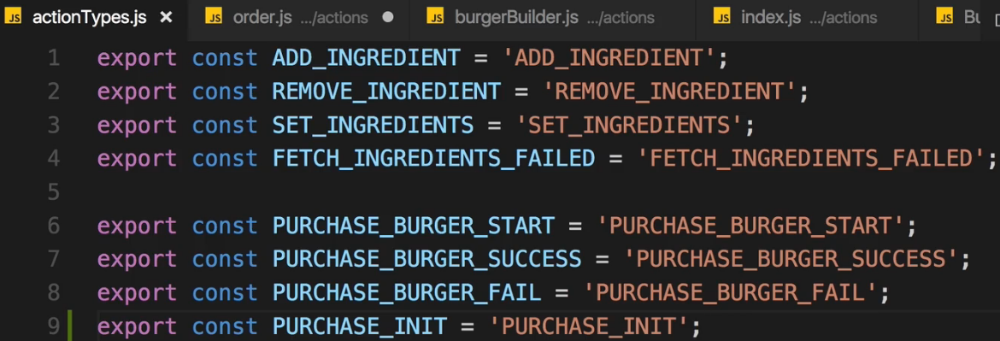 JS actionTypes.js × JS order.js .../actions ● JS burgerBuilder.js .../actions JS index.js .../actions JS
1 export const ADD_INGREDIENT = 'ADD_INGREDIENT';
2 export const REMOVE_INGREDIENT = 'REMOVE_INGREDIENT';
3 export const SET_INGREDIENTS = 'SET_INGREDIENTS';
4 export const FETCH_INGREDIENTS_FAILED = 'FETCH_INGREDIENTS_FAILED';
5
6 export const PURCHASE_BURGER_START = 'PURCHASE_BURGER_START';
7 export const PURCHASE_BURGER_SUCCESS = 'PURCHASE_BURGER_SUCCESS';
8 export const PURCHASE_BURGER_FAIL = 'PURCHASE_BURGER_FAIL';
9 export const PURCHASE_INIT = 'PURCHASE_INIT';